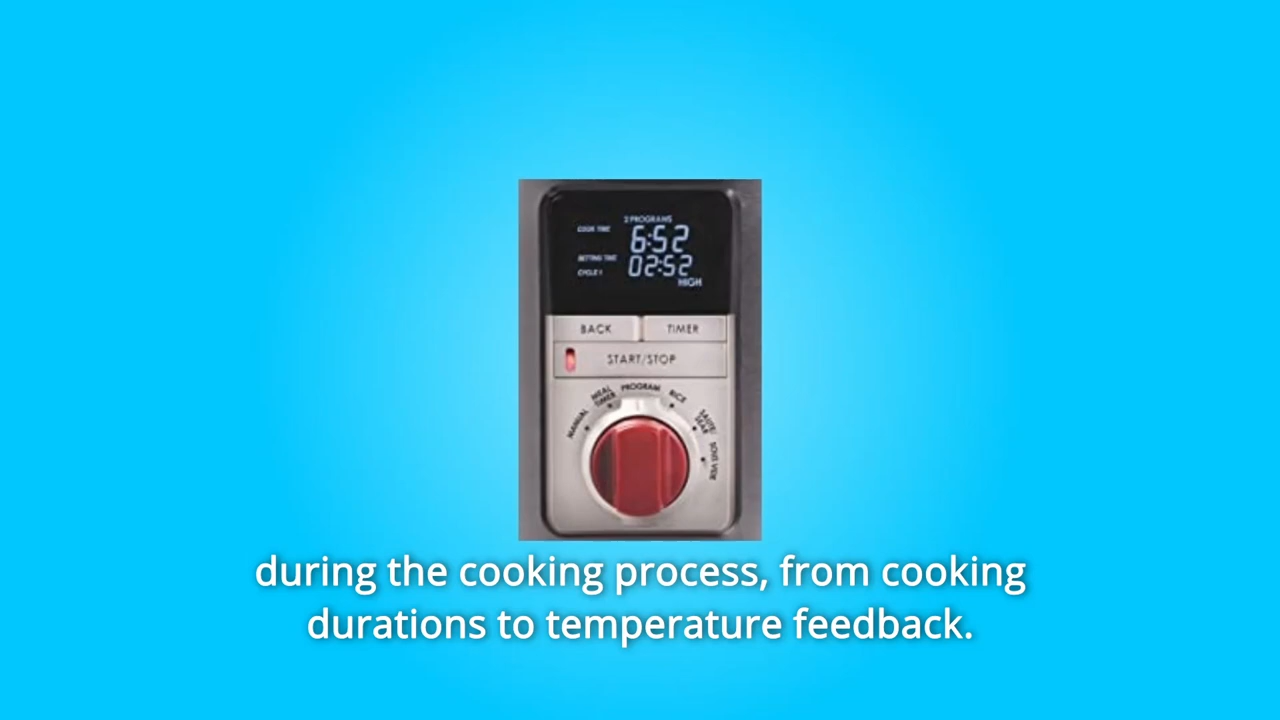 2 PROGRAMS
COOK TIME
6:52
SETTING TIME
02:52
CYCLE 1
HIGH
BACK
TIMER
START/STOP
MANUAL
MEAL TIMER
PROGRAM
RICE
SAUTE/
SEAR
SOUS VIDE
during the cooking process, from cooking
durations to temperature feedback.